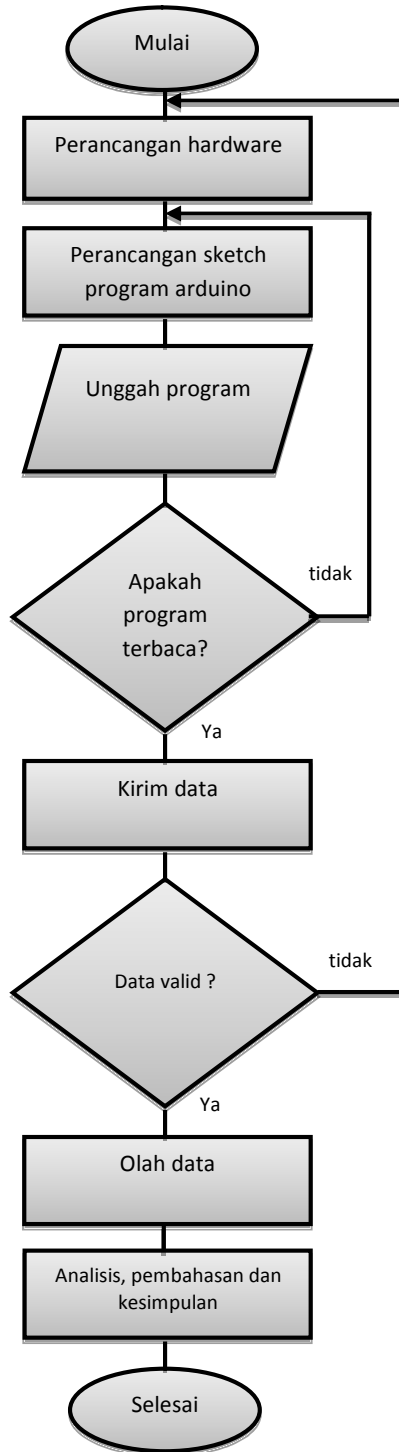 Mulai
Perancangan hardware
Perancangan sketch
program arduino
Unggah program
Apakah
program
terbaca?
tidak
Ya
Kirim data
Data valid ?
tidak
Ya
Olah data
Analisis, pembahasan dan
kesimpulan
Selesai